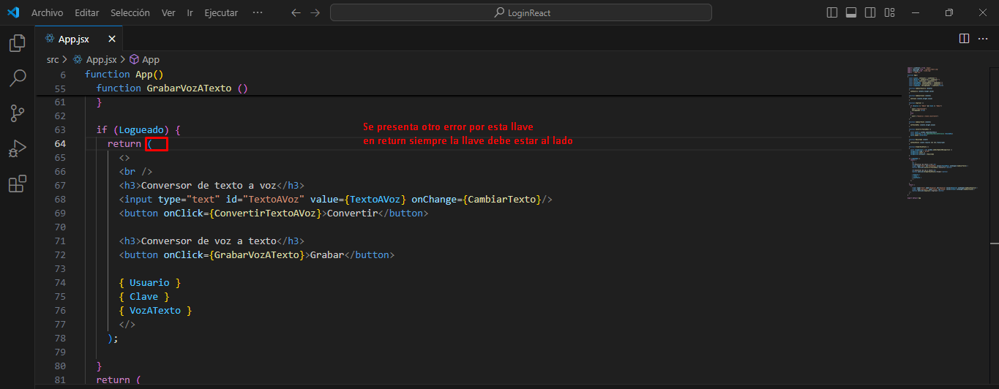 Archivo Editar Selección Ver Ir Ejecutar ··· LoginReact
App.jsx
src > App.jsx > App
6 function App()
55 function GrabarVozATexto ()
61 }
62
63 if (Logueado) {
64 return (
65 <>
66 <br />
67 <h3>Conversor de texto a voz</h3>
68 <input type="text" id="TextoAVoz" value={TextoAVoz} onChange={CambiarTexto}/>
69 <button onClick={ConvertirTextoAVoz}>Convertir</button>
70
71 <h3>Conversor de voz a texto</h3>
72 <button onClick={GrabarVozATexto}>Grabar</button>
73
74 { Usuario }
75 { Clave }
76 { VozATexto }
77 </>
78 );
79
80 }
81 return (
Se presenta otro error por esta llave
en return siempre la llave debe estar al lado